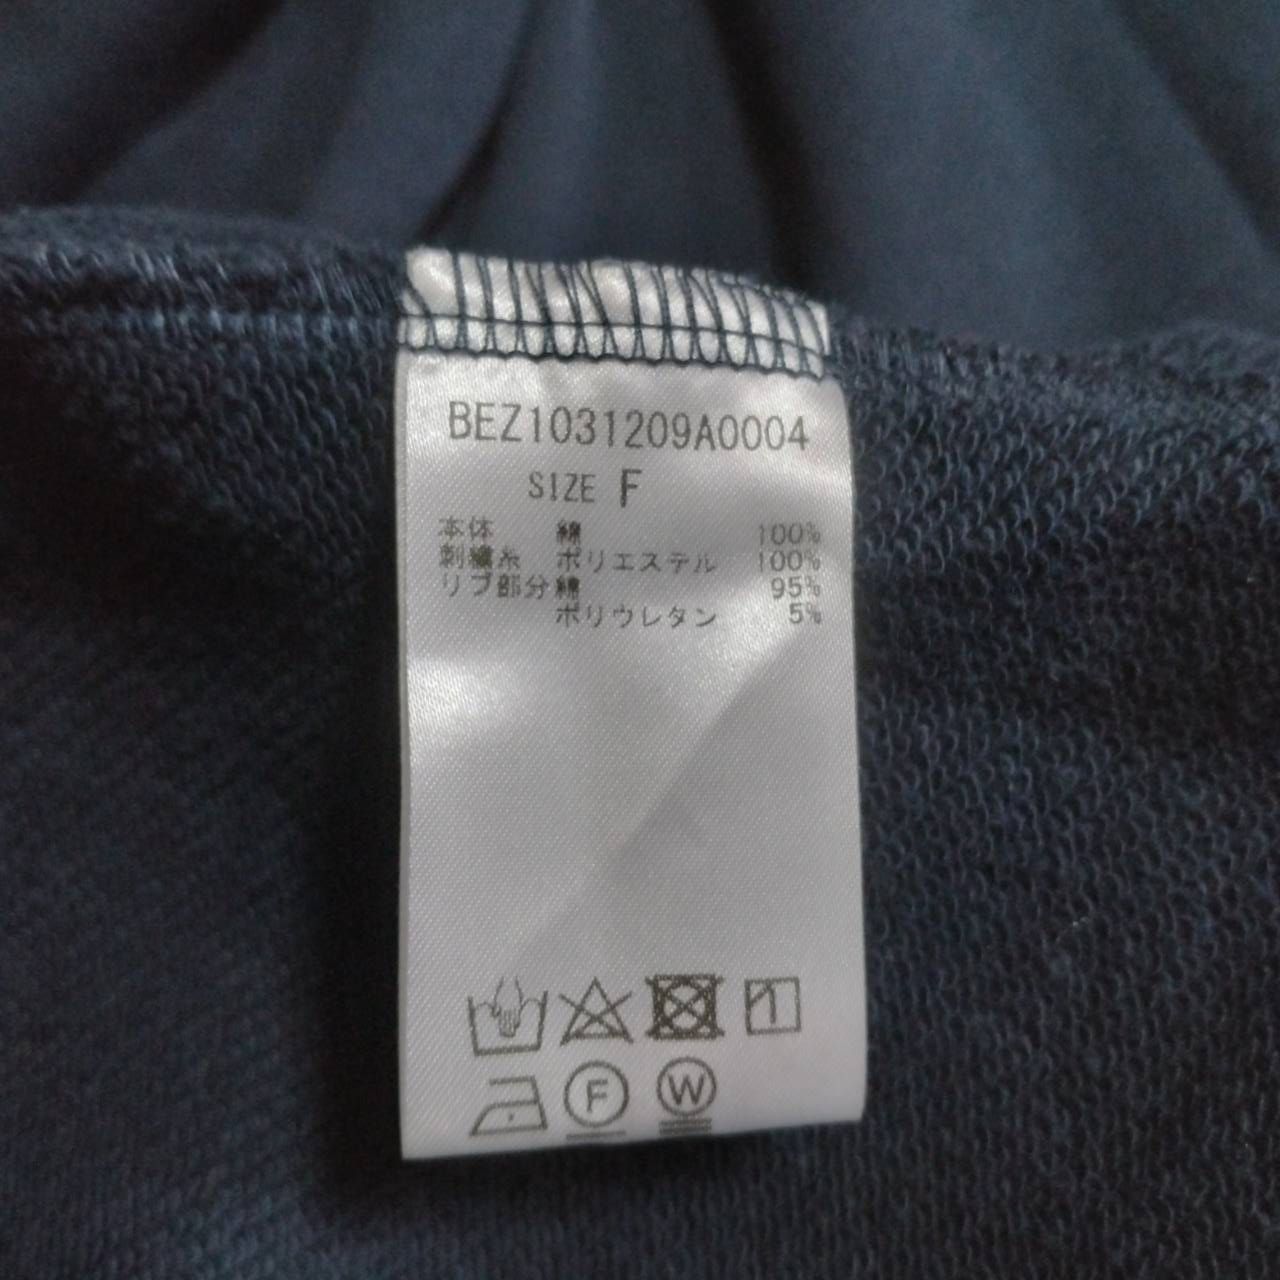 BEZ1031209A0004
SIZE F
本体 綿 100%
刺繍糸 ポリエステル 100%
リブ部分 綿 95%
ポリウレタン 5%
F W